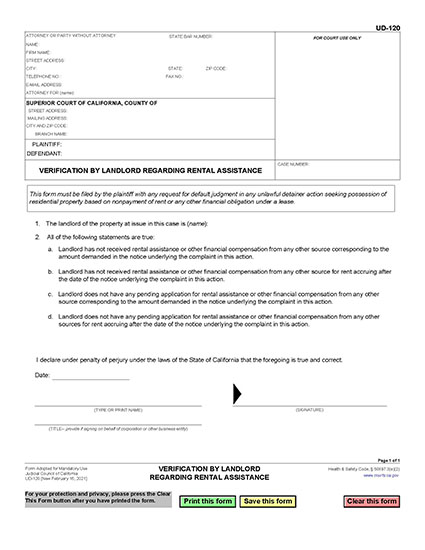 UD-120
ATTORNEY OR PARTY WITHOUT ATTORNEY STATE BAR NUMBER:
FOR COURT USE ONLY
NAME:
FIRM NAME:
STREET ADDRESS:
CITY: STATE: ZIP CODE:
TELEPHONE NO.: FAX NO.:
E-MAIL ADDRESS:
ATTORNEY FOR (name):
SUPERIOR COURT OF CALIFORNIA, COUNTY OF
STREET ADDRESS:
MAILING ADDRESS:
CITY AND ZIP CODE:
BRANCH NAME:
PLAINTIFF:
DEFENDANT:
VERIFICATION BY LANDLORD REGARDING RENTAL ASSISTANCE
CASE NUMBER:
This form must be filed by the plaintiff with any request for default judgment in any unlawful detainer action seeking possession of
residential property based on nonpayment of rent or any other financial obligation under a lease.
1. The landlord of the property at issue in this case is (name):
2. All of the following statements are true:
a. Landlord has not received rental assistance or other financial compensation from any other source corresponding to the
amount demanded in the notice underlying the complaint in this action.
b. Landlord has not received rental assistance or other financial compensation from any other source for rent accruing after
the date of the notice underlying the complaint in this action.
c. Landlord does not have any pending application for rental assistance or other financial compensation from any other
source corresponding to the amount demanded in the notice underlying the complaint in this action.
d. Landlord does not have any pending application for rental assistance or other financial compensation from any other
sources for rent accruing after the date of the notice underlying the complaint in this action.
I declare under penalty of perjury under the laws of the State of California that the foregoing is true and correct.
Date:
(TYPE OR PRINT NAME) (SIGNATURE)
(TITLE– provide if signing on behalf of corporation or other business entity)
Page 1 of 1
Form Adopted for Mandatory Use
Judicial Council of California
UD-120 [New February 16, 2021]
VERIFICATION BY LANDLORD
REGARDING RENTAL ASSISTANCE
Health & Safety Code, §
www.courts.ca.gov
For your protection and privacy, please press the Clear
This Form button after you have printed the form.
Print this form
Save this form
Clear this form